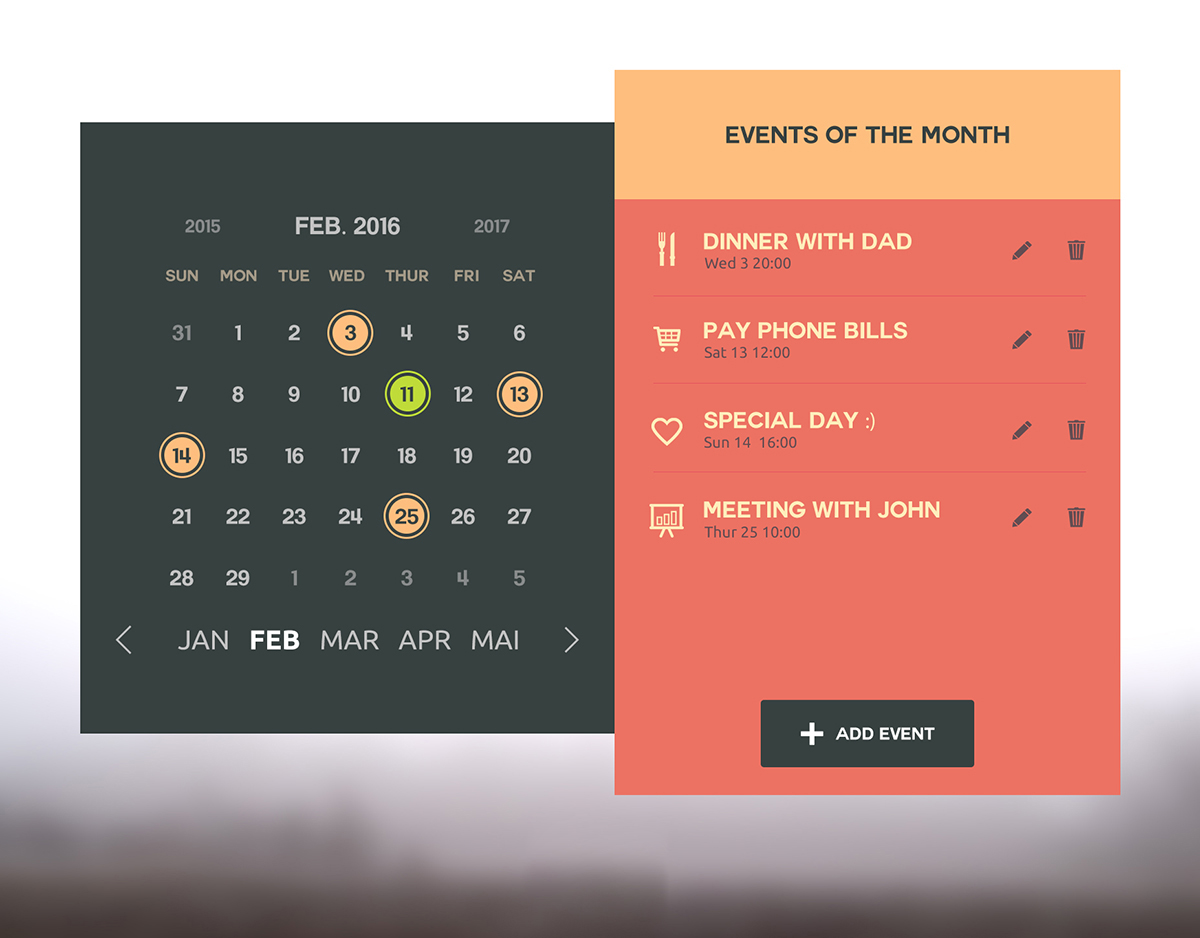 2015 FEB. 2016 2017
SUN MON TUE WED THUR FRI SAT
31 1 2 3 4 5 6
7 8 9 10 11 12 13
14 15 16 17 18 19 20
21 22 23 24 25 26 27
28 29 1 2 3 4 5
JAN FEB MAR APR MAI
EVENTS OF THE MONTH
DINNER WITH DAD
Wed 3 20:00
PAY PHONE BILLS
Sat 13 12:00
SPECIAL DAY :)
Sun 14 16:00
MEETING WITH JOHN
Thur 25 10:00
ADD EVENT